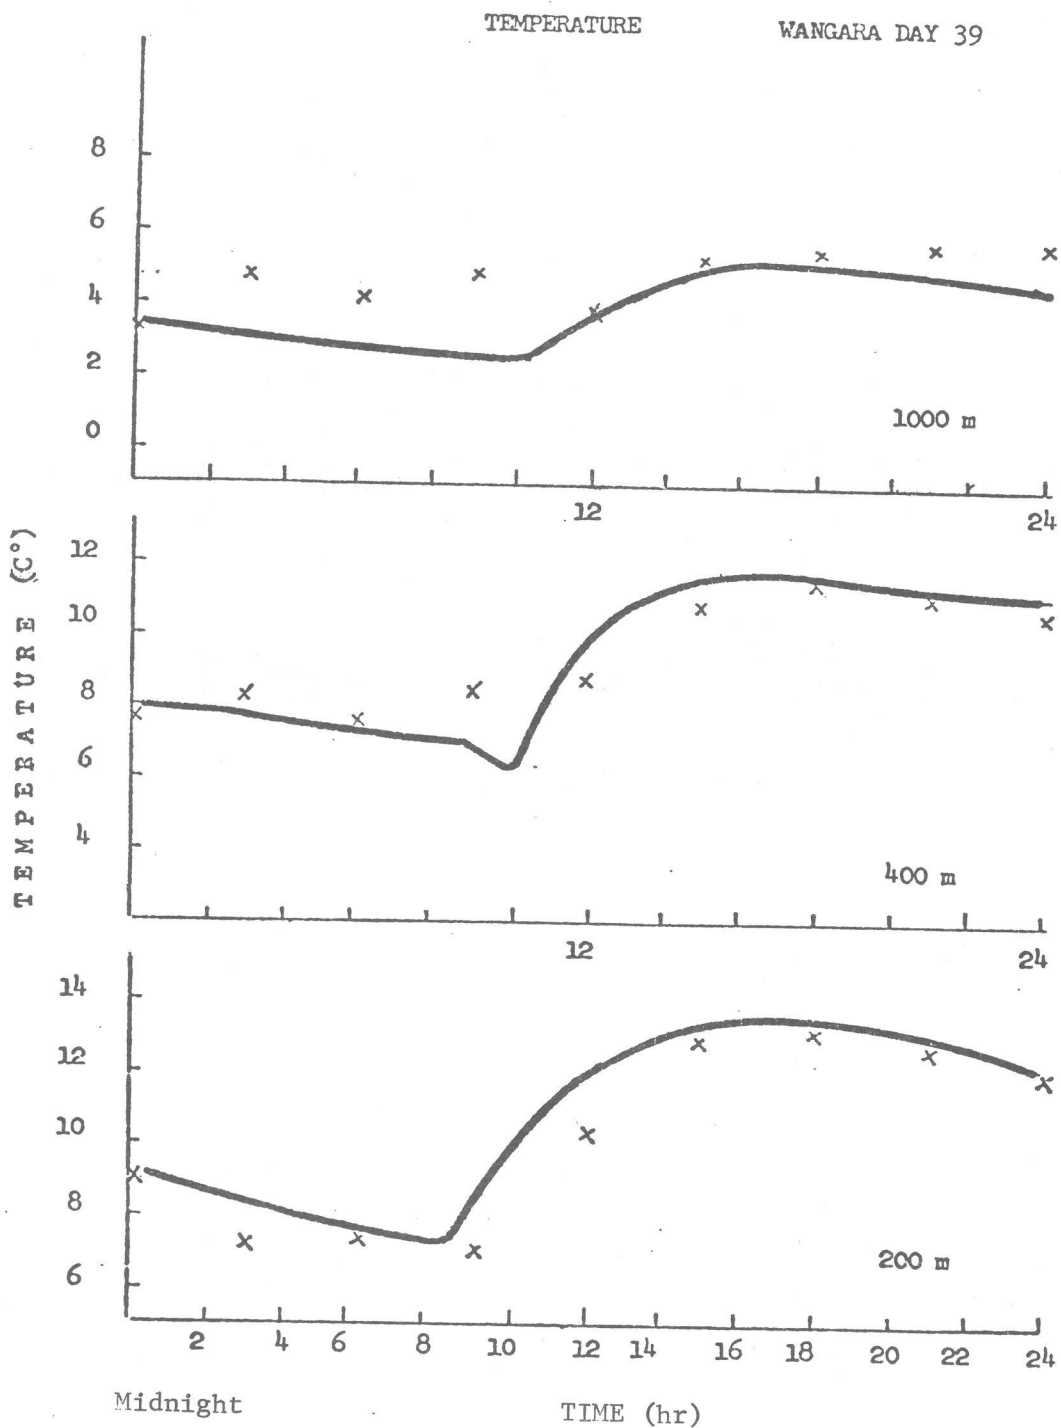 TEMPERATURE WANGARA DAY 39
8
6
4
2
0
1000 m
12 24
TEMPERATURE (C°)
12
10
8
6
4
400 m
12 24
14
12
10
8
6
200 m
2 4 6 8 10 12 14 16 18 20 22 24
Midnight TIME (hr)